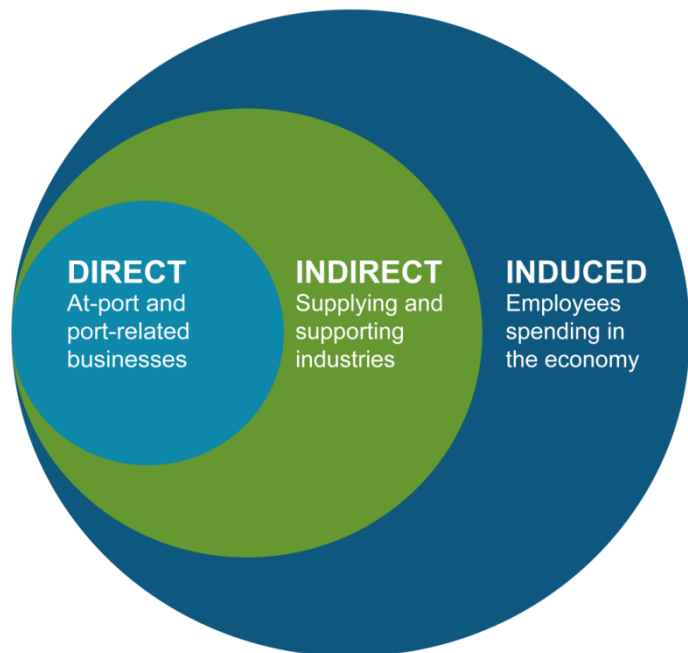 DIRECT
At-port and
port-related
businesses
INDIRECT
Supplying and
supporting
industries
INDUCED
Employees
spending in
the economy